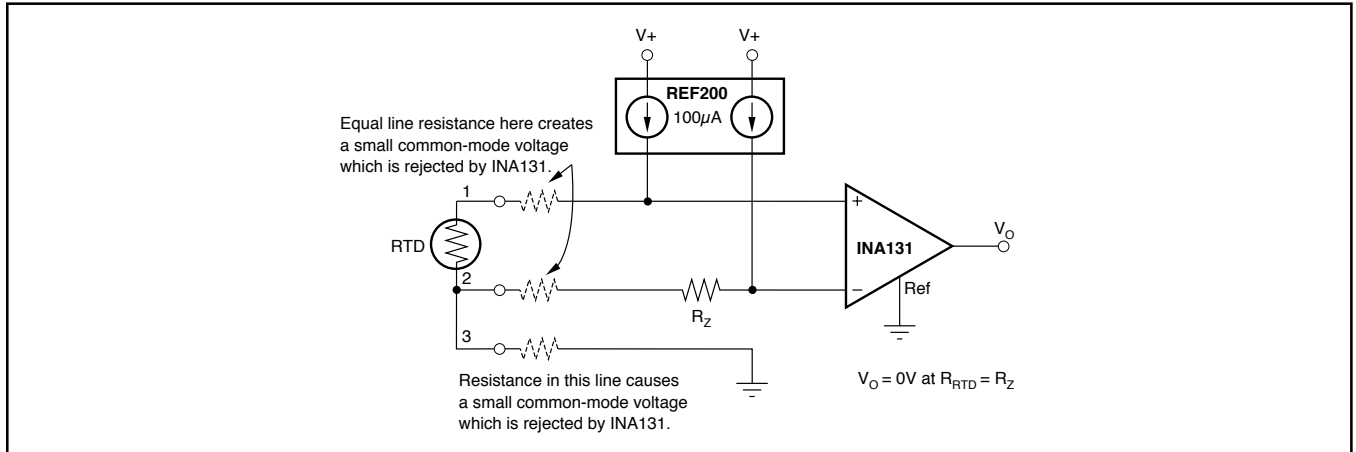 V+
V+
REF200
100µA
Equal line resistance here creates
a small common-mode voltage
which is rejected by INA131.
1
RTD
2
3
R_Z
+
INA131
–
Ref
V_O
Resistance in this line causes
a small common-mode voltage
which is rejected by INA131.
V_O = 0V at R_RTD = R_Z